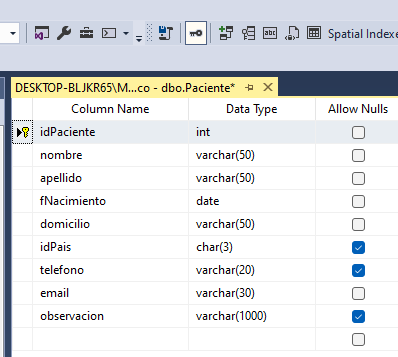 Spatial Indexe
DESKTOP-BLJKR65\M...co - dbo.Paciente*
Column Name Data Type Allow Nulls
idPaciente int
nombre varchar(50)
apellido varchar(50)
fNacimiento date
domicilio varchar(50)
idPais char(3)
telefono varchar(20)
email varchar(30)
observacion varchar(1000)